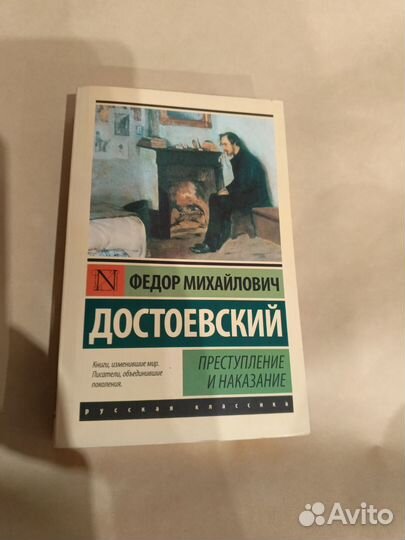 N
ФЕДОР МИХАЙЛОВИЧ
ДОСТОЕВСКИЙ
Книги, изменившие мир.
Писатели, объединившие
поколения.
ПРЕСТУПЛЕНИЕ
И НАКАЗАНИЕ
русская классика
Avito